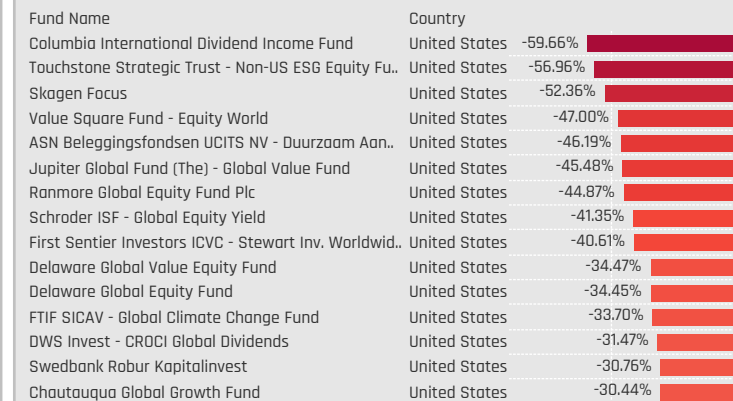 Fund Name Country
Columbia International Dividend Income Fund United States -59.66%
Touchstone Strategic Trust - Non-US ESG Equity Fu.. United States -56.96%
Skagen Focus United States -52.36%
Value Square Fund - Equity World United States -47.00%
ASN Beleggingsfondsen UCITS NV - Duurzaam Aan.. United States -46.19%
Jupiter Global Fund (The) - Global Value Fund United States -45.48%
Ranmore Global Equity Fund Plc United States -44.87%
Schroder ISF - Global Equity Yield United States -41.35%
First Sentier Investors ICVC - Stewart Inv. Worldwid.. United States -40.61%
Delaware Global Value Equity Fund United States -34.47%
Delaware Global Equity Fund United States -34.45%
FTIF SICAV - Global Climate Change Fund United States -33.70%
DWS Invest - CROCI Global Dividends United States -31.47%
Swedbank Robur Kapitalinvest United States -30.76%
Chautauqua Global Growth Fund United States -30.44%